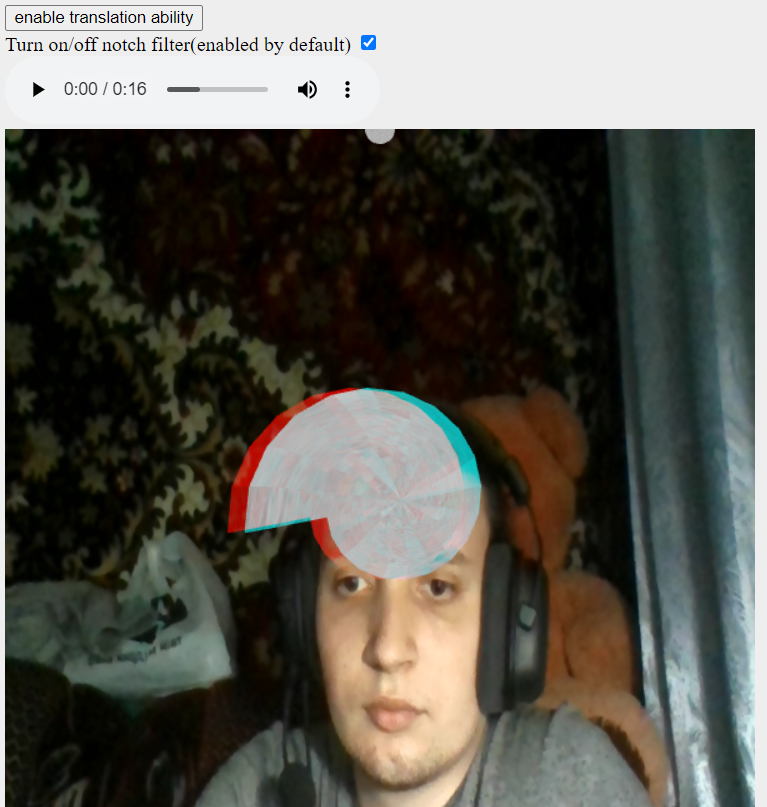 enable translation ability
Turn on/off notch filter(enabled by default)
0:00 / 0:16